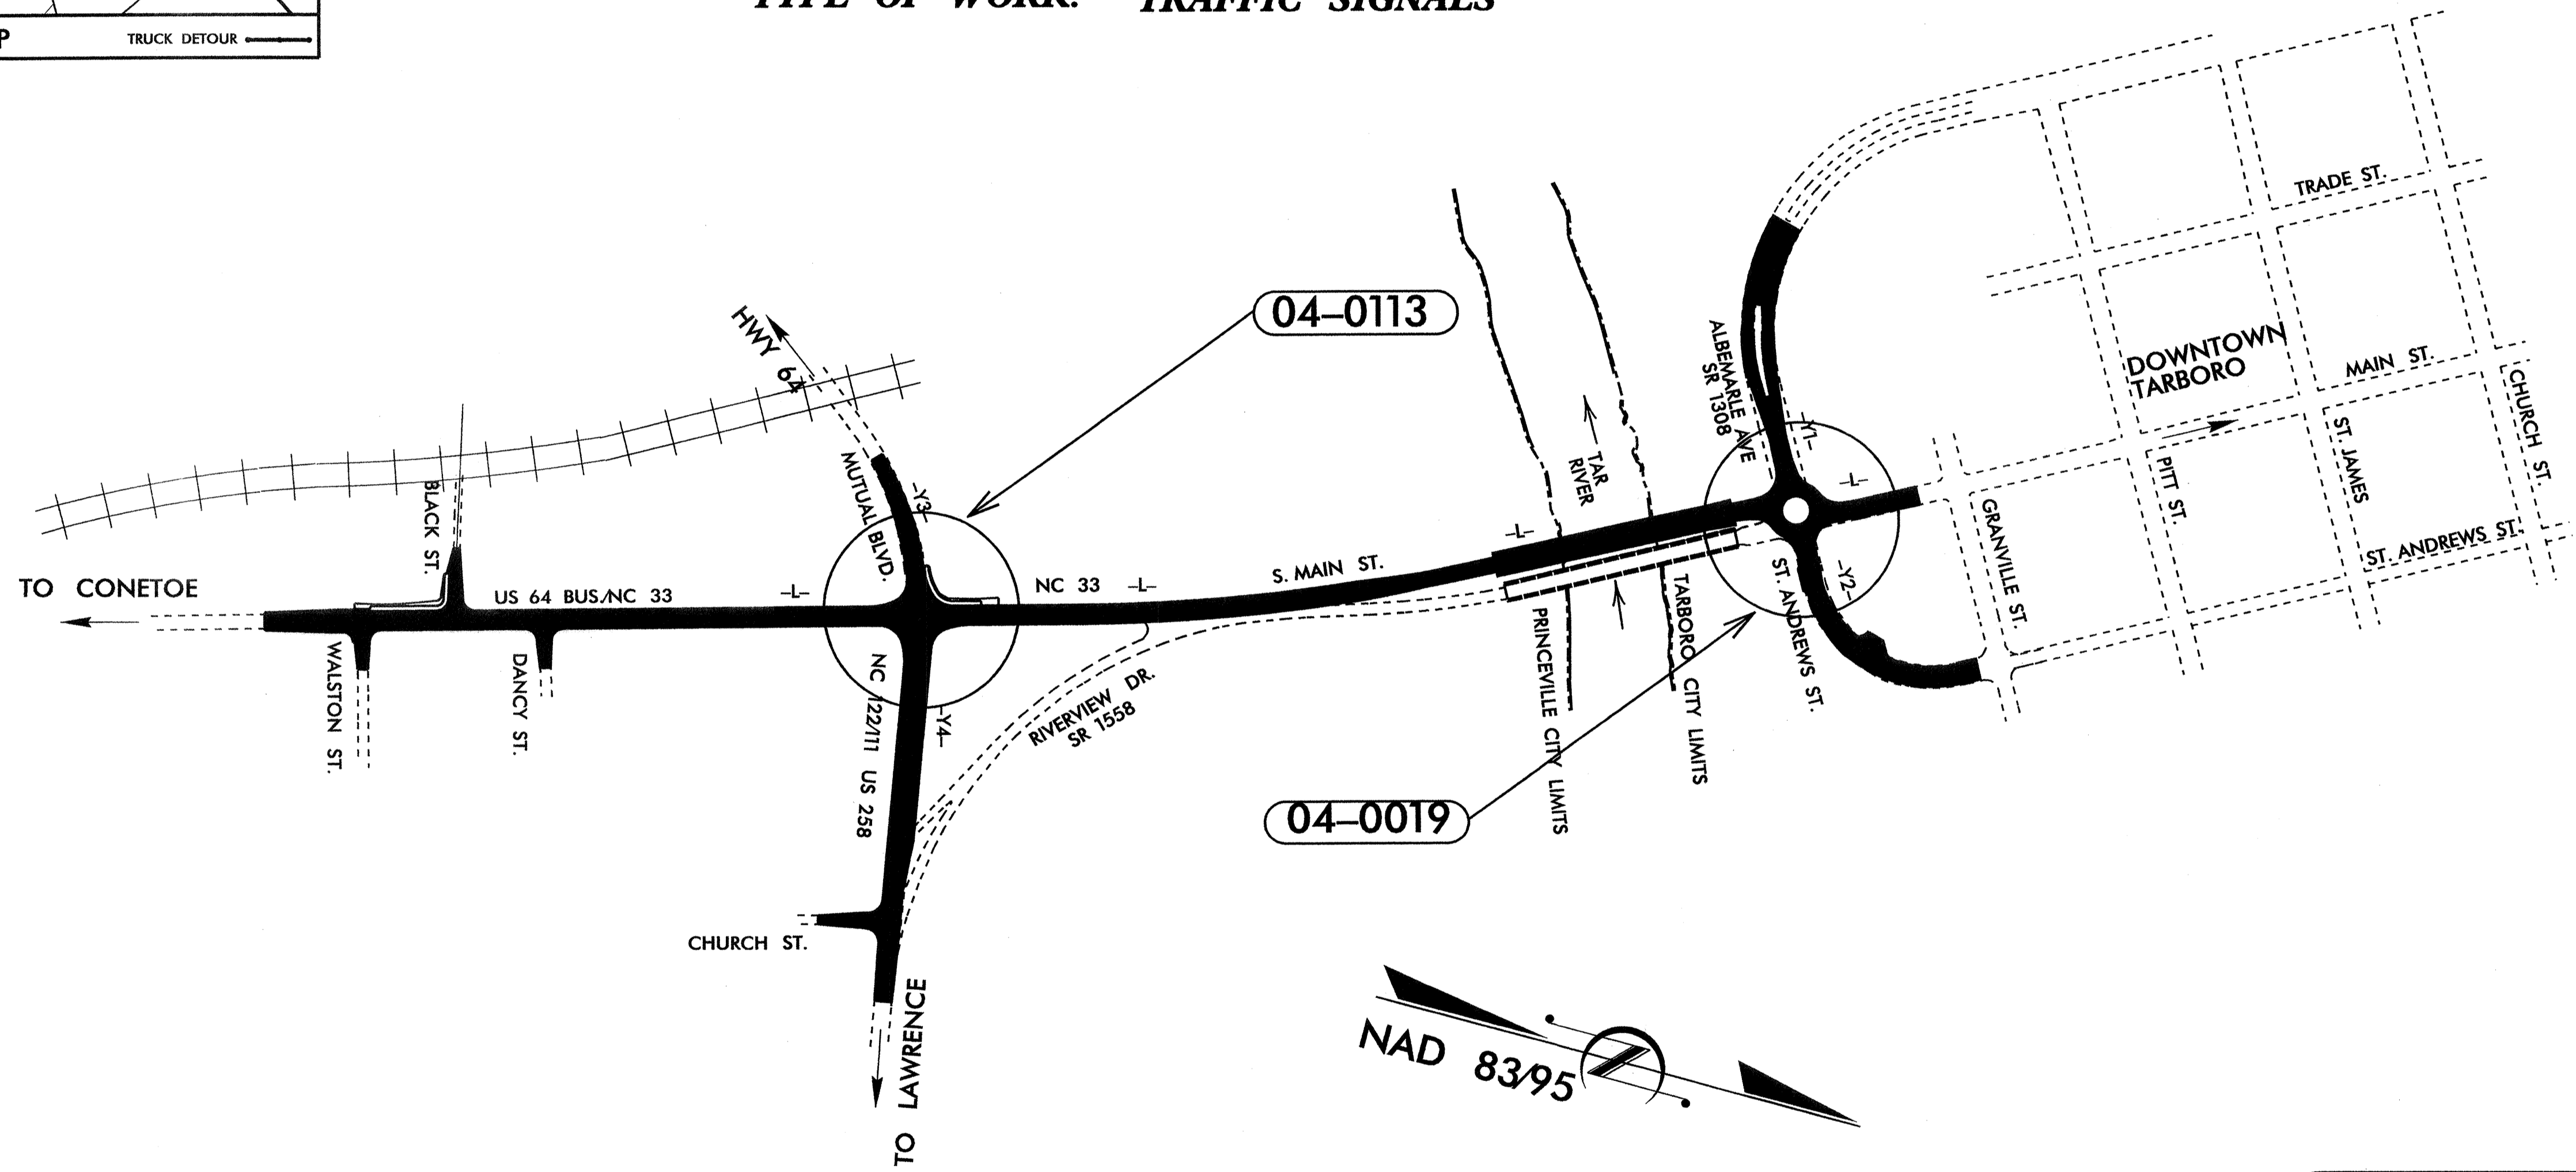 TYPE OF WORK: TRAFFIC SIGNALS
P
TRUCK DETOUR
TRADE ST.
04-0113
HWY 64
ALBEMARLE AVE
SR 1308
DOWNTOWN
TARBORO
MAIN ST.
CHURCH ST.
-Y1-
ST. JAMES
PITT ST.
TAR
RIVER
BLACK ST.
MUTUAL BLVD.
-Y3-
-L-
GRANVILLE ST.
ST. ANDREWS ST.
-L-
S. MAIN ST.
TO CONETOE
US 64 BUS./NC 33
-L-
NC 33
-L-
-Y2-
ST. ANDREWS ST.
TARBORO CITY LIMITS
PRINCEVILLE CITY LIMITS
WALSTON ST.
DANCY ST.
NC 122/111 US 258
-Y4-
RIVERVIEW DR.
SR 1558
04-0019
CHURCH ST.
TO LAWRENCE
NAD 83/95
Z